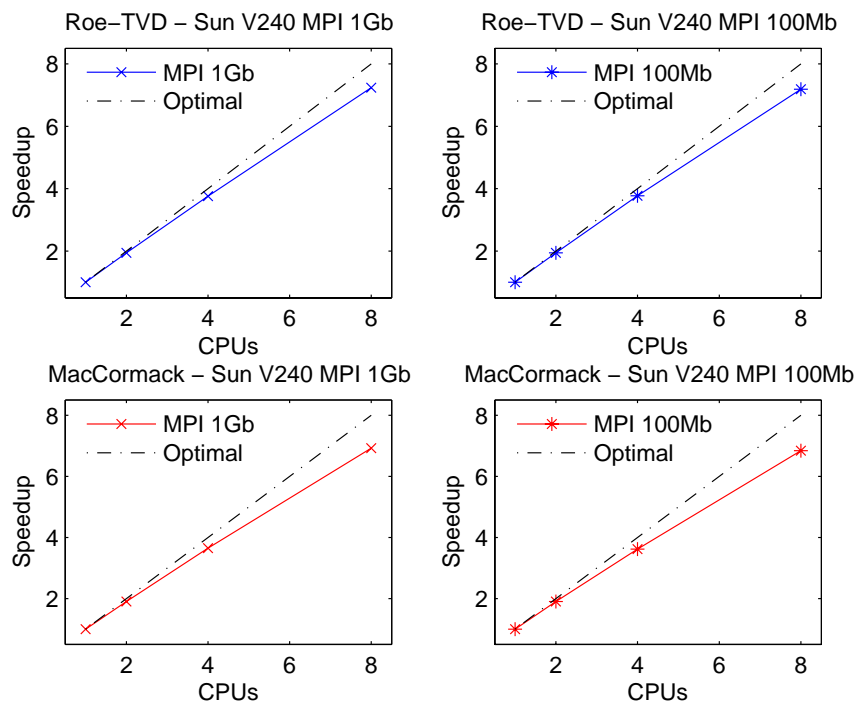 Roe−TVD − Sun V240 MPI 1Gb
8
6
4
2
Speedup
MPI 1Gb
Optimal
2 4 6 8
CPUs
Roe−TVD − Sun V240 MPI 100Mb
8
6
4
2
Speedup
MPI 100Mb
Optimal
2 4 6 8
CPUs
MacCormack − Sun V240 MPI 1Gb
8
6
4
2
Speedup
MPI 1Gb
Optimal
2 4 6 8
CPUs
MacCormack − Sun V240 MPI 100Mb
8
6
4
2
Speedup
MPI 100Mb
Optimal
2 4 6 8
CPUs